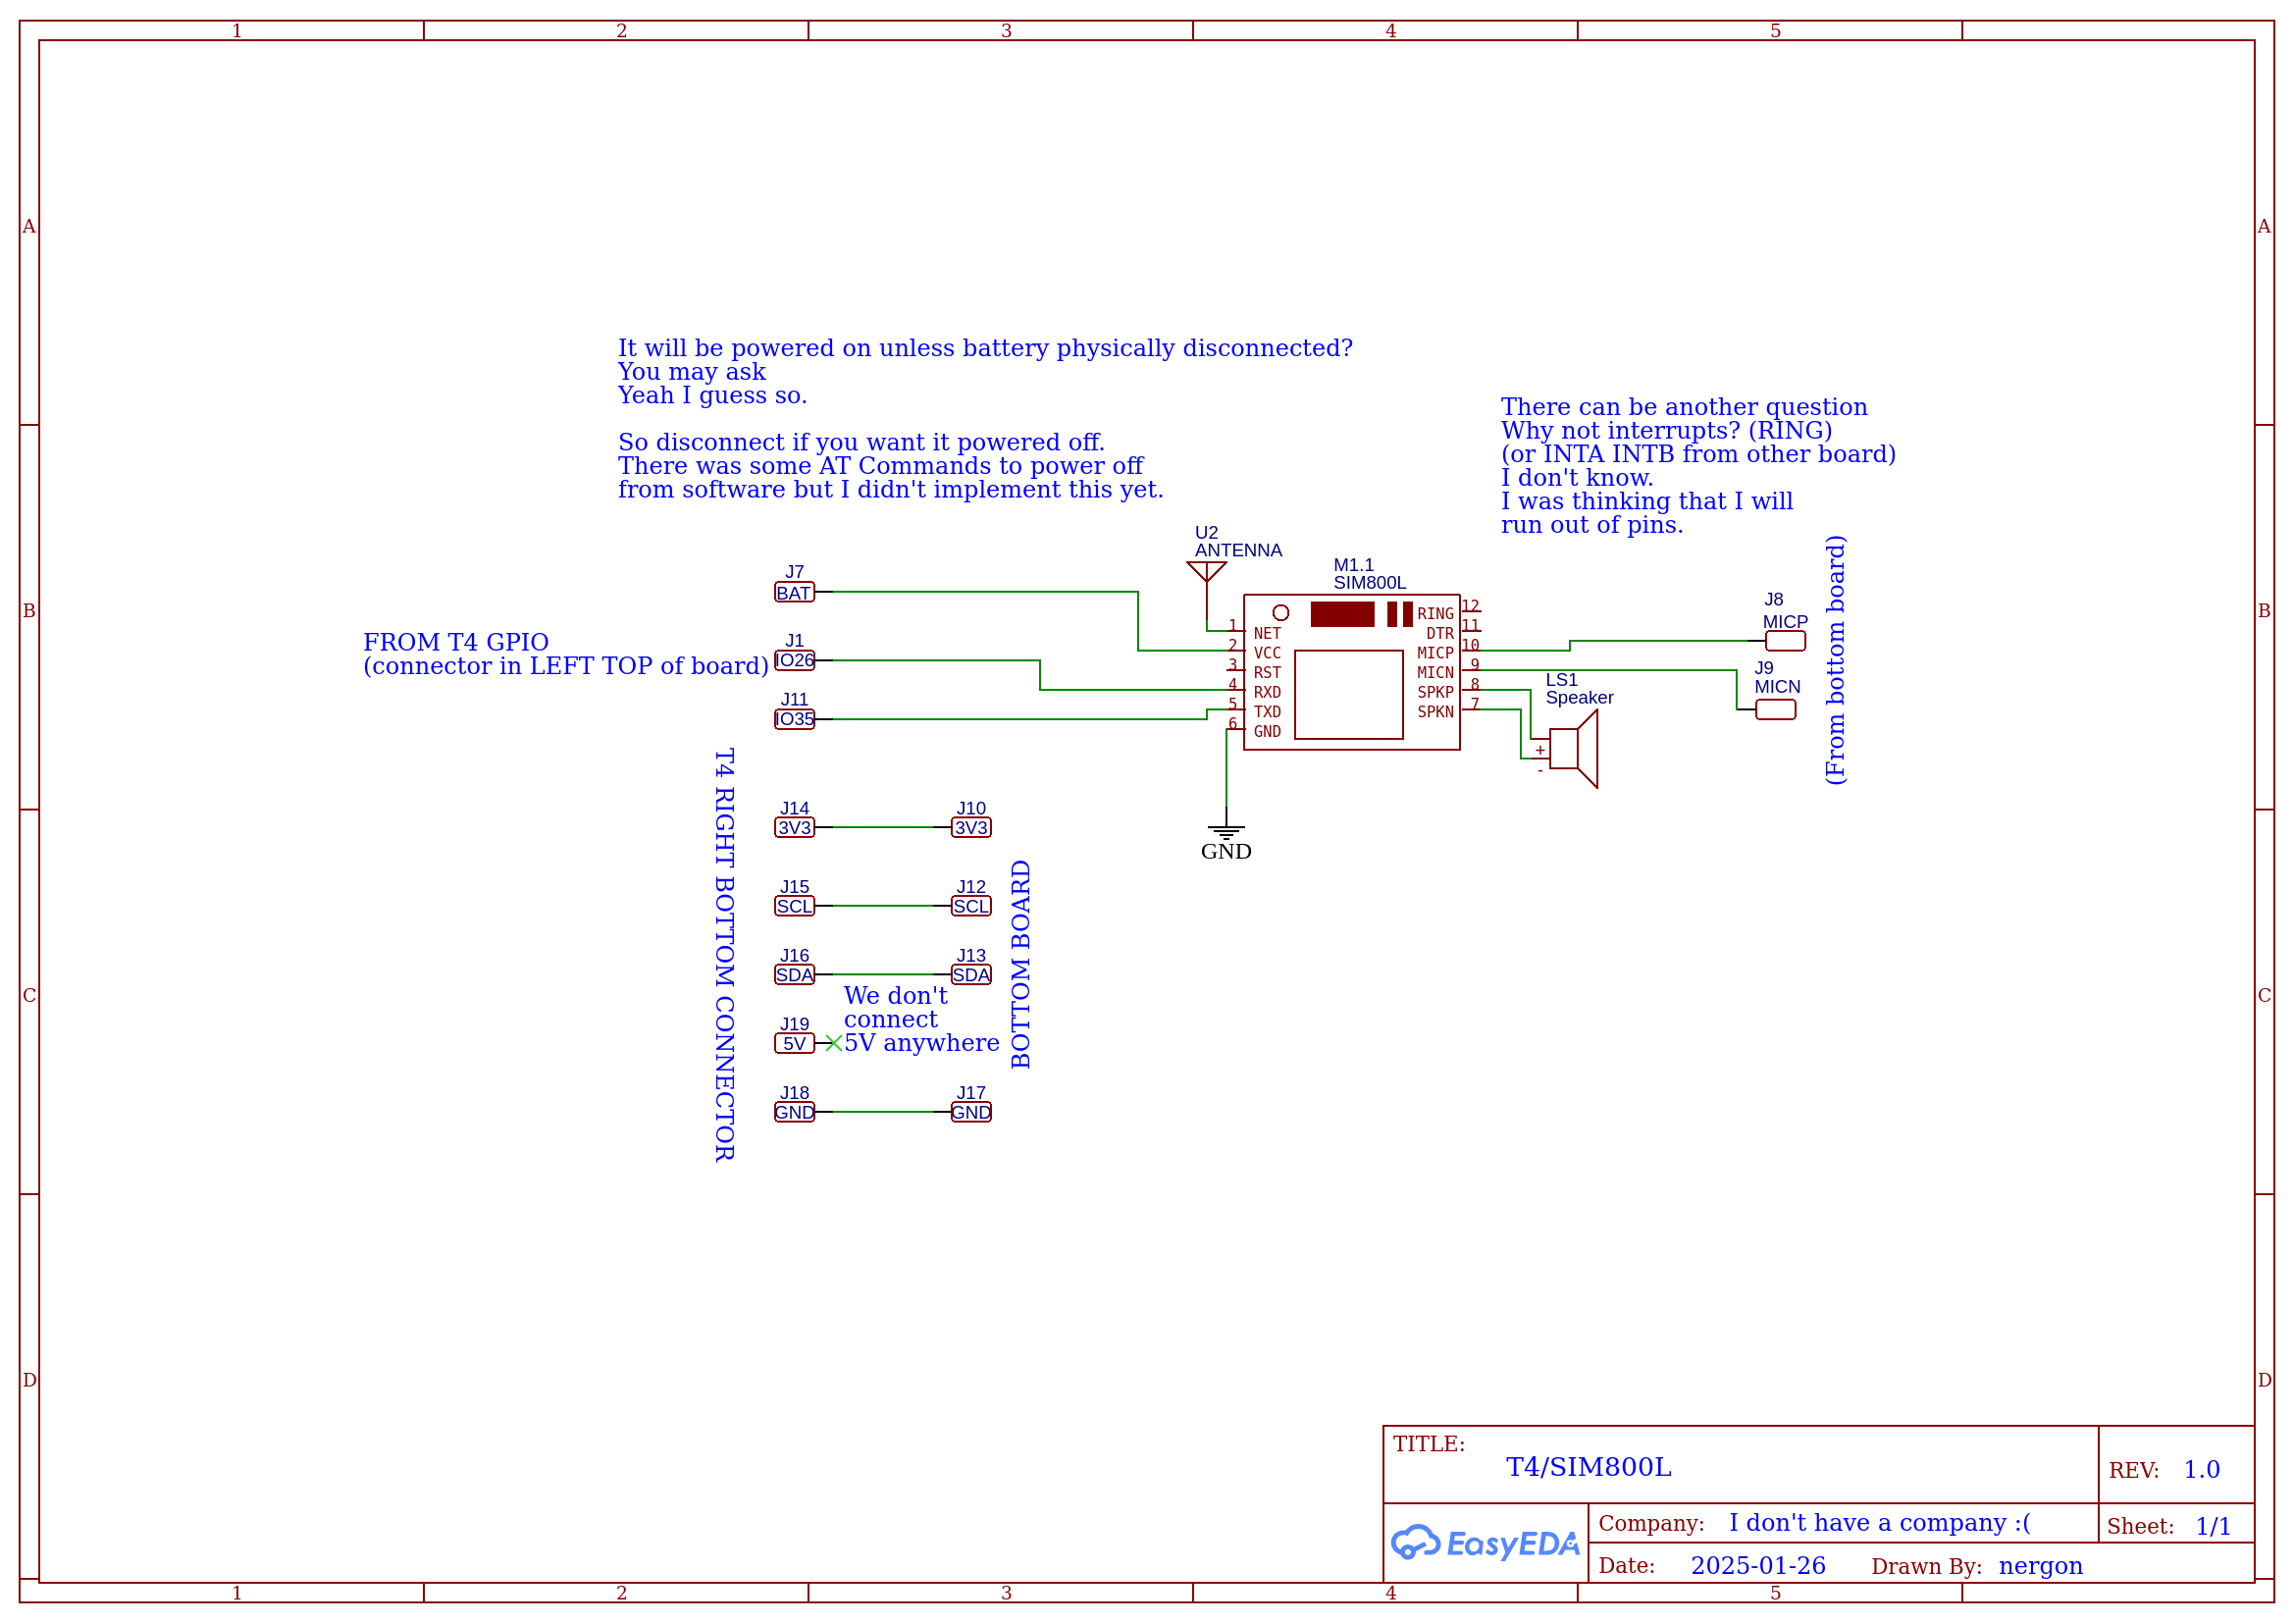 1 2 3 4 5
A A
It will be powered on unless battery physically disconnected?
You may ask
Yeah I guess so.
So disconnect if you want it powered off.
There was some AT Commands to power off
from software but I didn't implement this yet.
There can be another question
Why not interrupts? (RING)
(or INTA INTB from other board)
I don't know.
I was thinking that I will
run out of pins.
B B
FROM T4 GPIO
(connector in LEFT TOP of board)
J7
BAT
J1
IO26
J11
IO35
U2
ANTENNA
M1.1
SIM800L
1 NET
2 VCC
3 RST
4 RXD
5 TXD
6 GND
RING 12
DTR 11
MICP 10
MICN 9
SPKP 8
SPKN 7
GND
LS1
Speaker
+
-
J8
MICP
J9
MICN
(From bottom board)
T4 RIGHT BOTTOM CONNECTOR
J14
3V3
J10
3V3
J15
SCL
J12
SCL
J16
SDA
J13
SDA
J19
5V
We don't
connect
5V anywhere
J18
GND
J17
GND
BOTTOM BOARD
C C
D D
TITLE:
T4/SIM800L
REV: 1.0
EasyEDA
Company: I don't have a company :(
Sheet: 1/1
Date: 2025-01-26 Drawn By: nergon
1 2 3 4 5